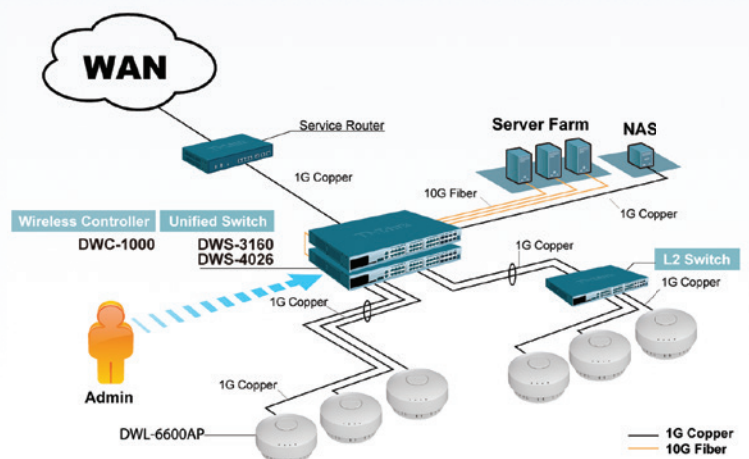 WAN
Service Router
1G Copper
Server Farm
NAS
10G Fiber
1G Copper
Wireless Controller
DWC-1000
Unified Switch
DWS-3160
DWS-4026
1G Copper
L2 Switch
1G Copper
1G Copper
Admin
1G Copper
DWL-6600AP
1G Copper
10G Fiber